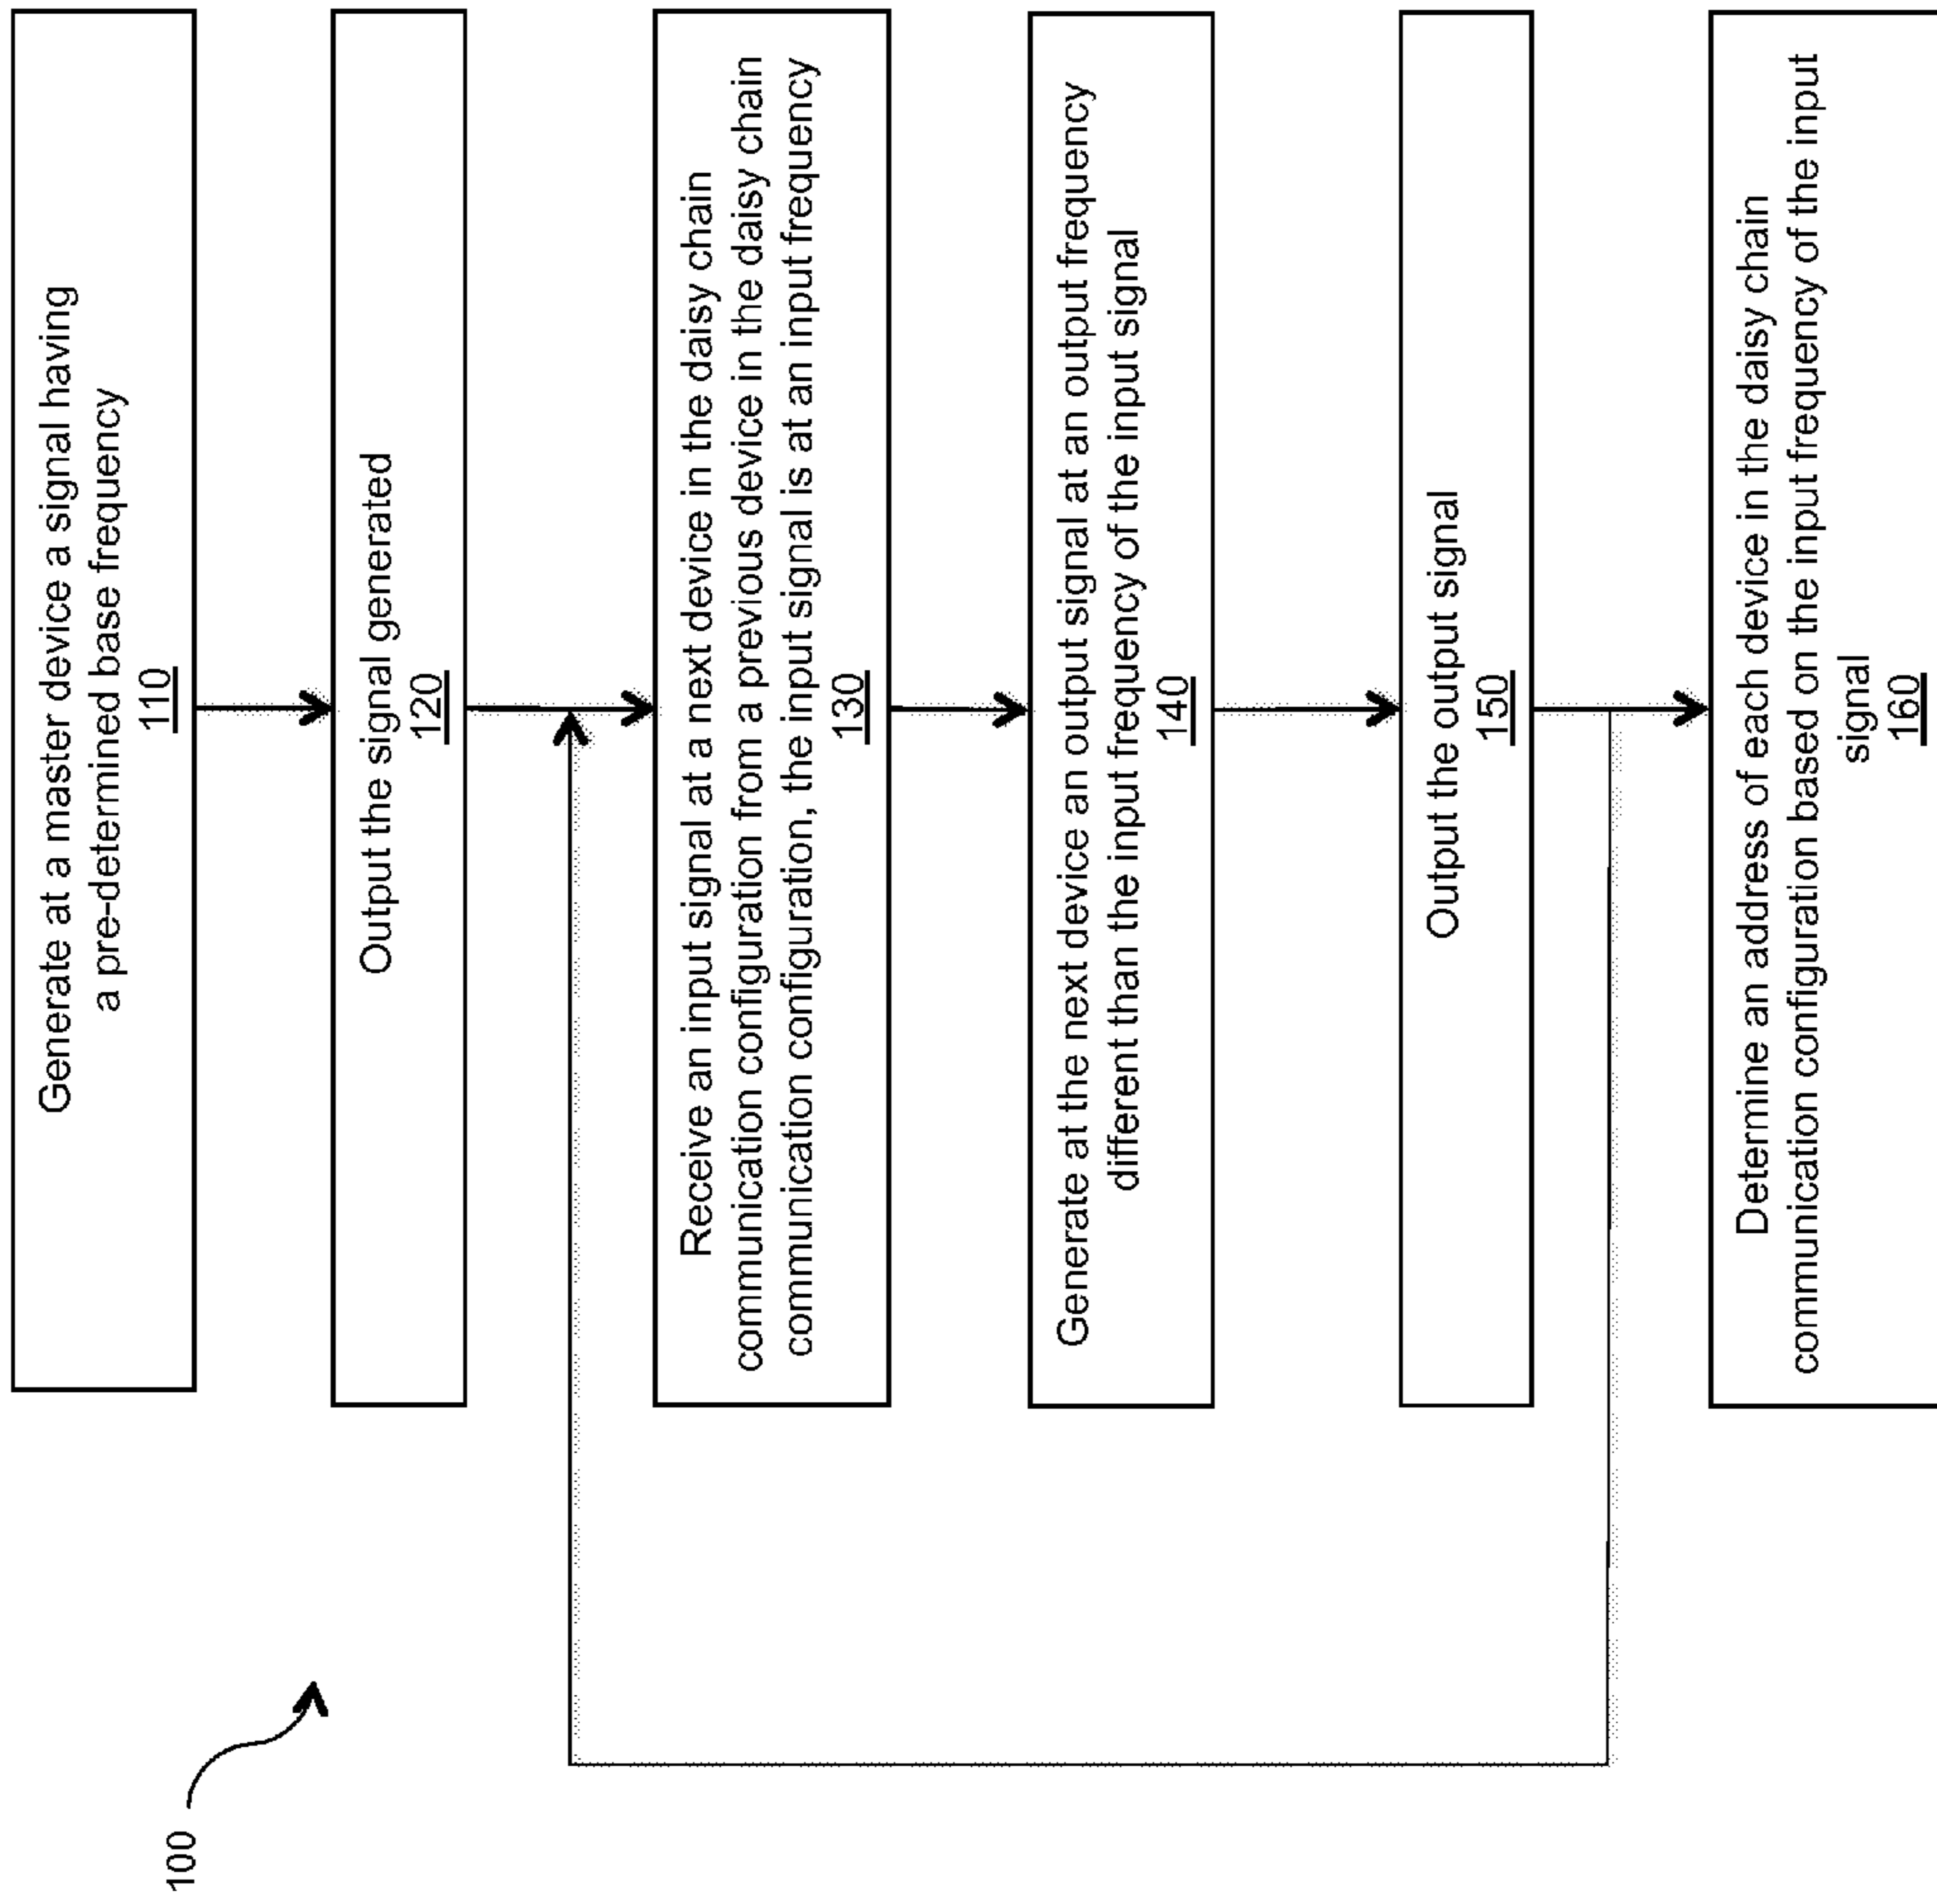 100
Generate at a master device a signal having
a pre-determined base frequency
110
Output the signal generated
120
Receive an input signal at a next device in the daisy chain
communication configuration from a previous device in the daisy chain
communication configuration, the input signal is at an input frequency
130
Generate at the next device an output signal at an output frequency
different than the input frequency of the input signal
140
Output the output signal
150
Determine an address of each device in the daisy chain
communication configuration based on the input frequency of the input
signal
160